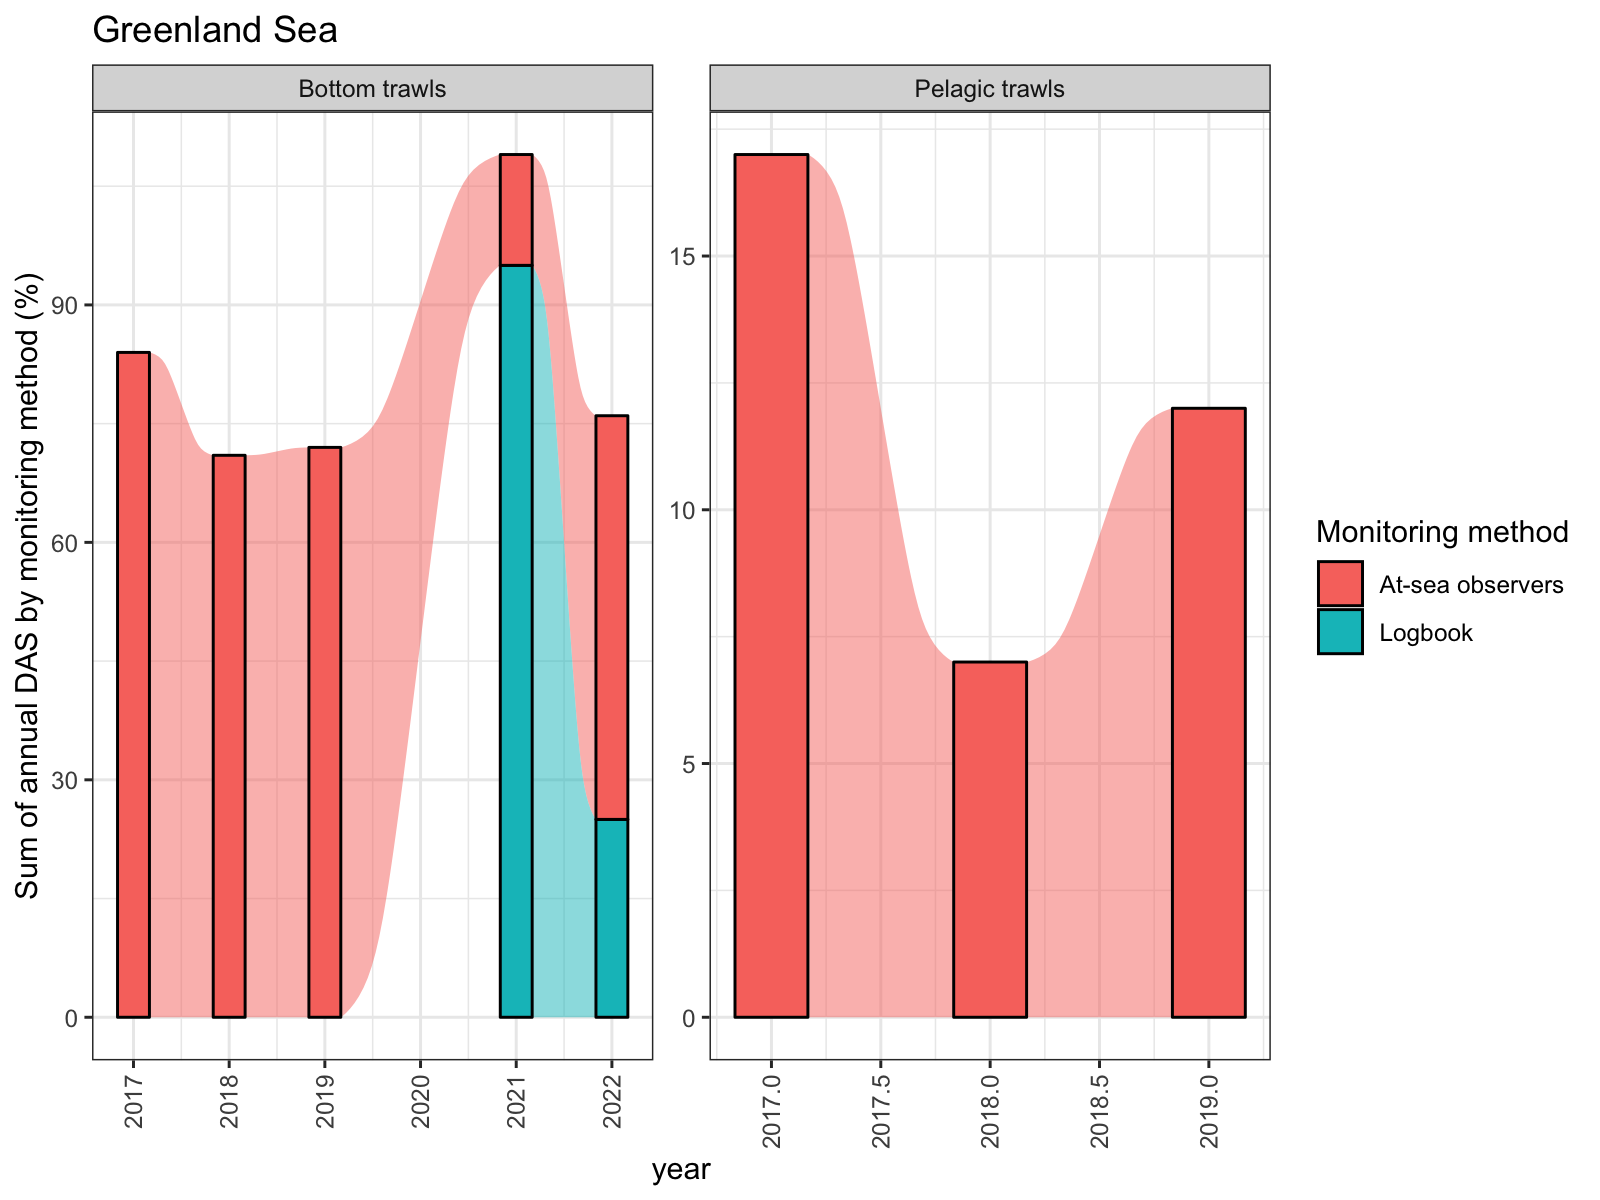 Greenland Sea
Bottom trawls
Pelagic trawls
Sum of annual DAS by monitoring method (%)
90
60
30
0
15
10
5
0
2017
2018
2019
2020
2021
2022
2017.0
2017.5
2018.0
2018.5
2019.0
year
Monitoring method
At-sea observers
Logbook